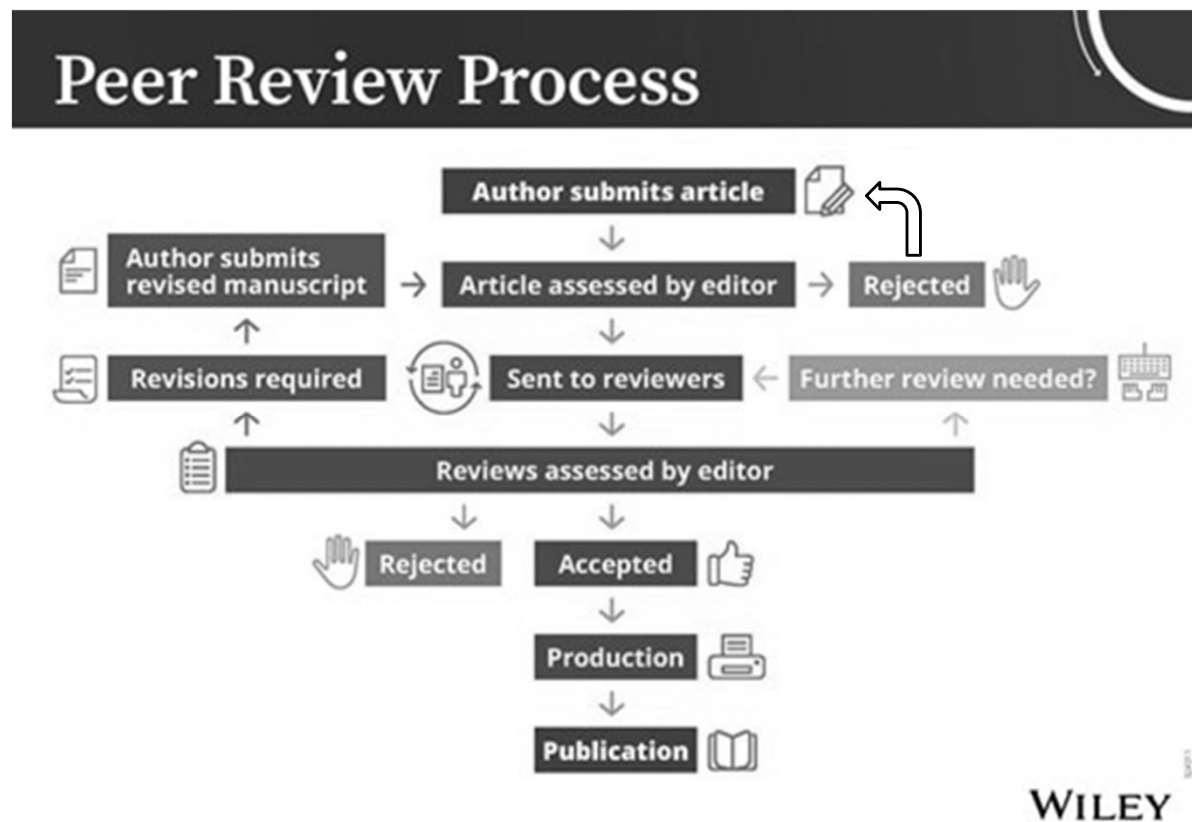 Peer Review Process
Author submits article
Author submits
revised manuscript
Article assessed by editor
Rejected
Revisions required
Sent to reviewers
Further review needed?
Reviews assessed by editor
Rejected
Accepted
Production
Publication
WILEY